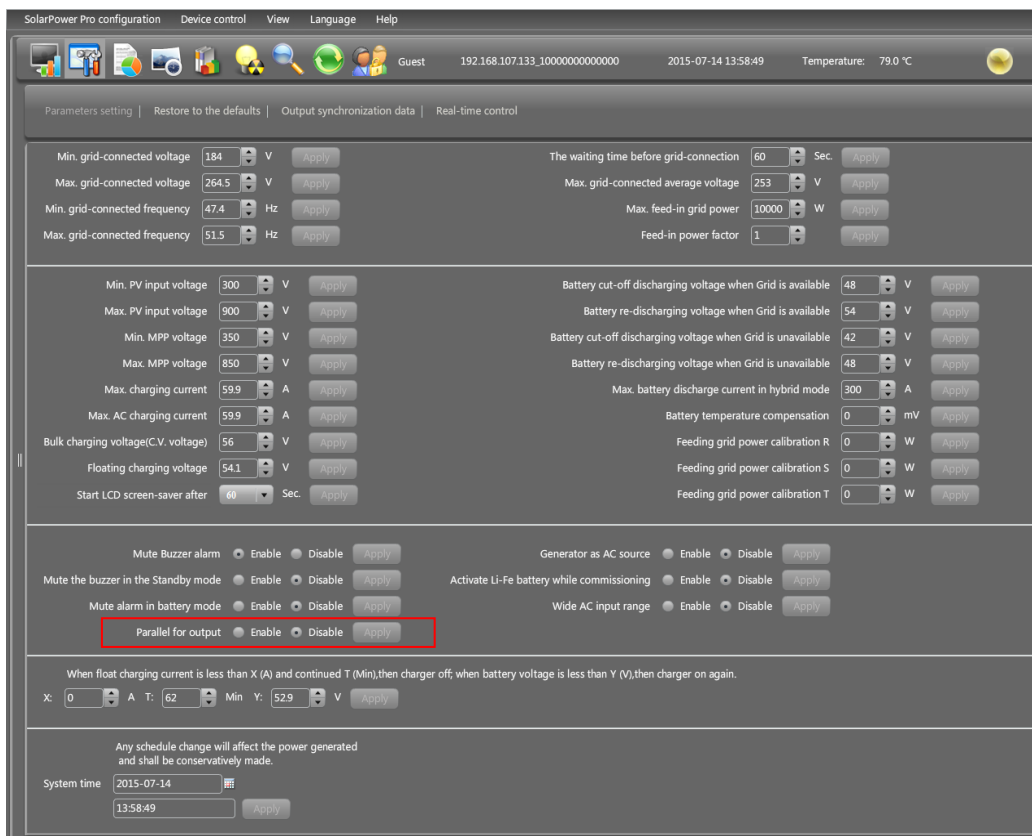 SolarPower Pro configuration Device control View Language Help
Guest 192.168.107.133_10000000000000 2015-07-14 13:58:49 Temperature: 79.0 ℃
Parameters setting | Restore to the defaults | Output synchronization data | Real-time control
Min. grid-connected voltage 184 V Apply The waiting time before grid-connection 60 Sec. Apply
Max. grid-connected voltage 264.5 V Apply Max. grid-connected average voltage 253 V Apply
Min. grid-connected frequency 47.4 Hz Apply Max. feed-in grid power 10000 W Apply
Max. grid-connected frequency 51.5 Hz Apply Feed-in power factor 1 Apply
Min. PV input voltage 300 V Apply Battery cut-off discharging voltage when Grid is available 48 V Apply
Max. PV input voltage 900 V Apply Battery re-discharging voltage when Grid is available 54 V Apply
Min. MPP voltage 350 V Apply Battery cut-off discharging voltage when Grid is unavailable 42 V Apply
Max. MPP voltage 850 V Apply Battery re-discharging voltage when Grid is unavailable 48 V Apply
Max. charging current 59.9 A Apply Max. battery discharge current in hybrid mode 300 A Apply
Max. AC charging current 59.9 A Apply Battery temperature compensation 0 mV Apply
Bulk charging voltage(C.V. voltage) 56 V Apply Feeding grid power calibration R 0 W Apply
Floating charging voltage 54.1 V Apply Feeding grid power calibration S 0 W Apply
Start LCD screen-saver after 60 Sec. Apply Feeding grid power calibration T 0 W Apply
Mute Buzzer alarm Enable Disable Apply Generator as AC source Enable Disable Apply
Mute the buzzer in the Standby mode Enable Disable Apply Activate Li-Fe battery while commissioning Enable Disable Apply
Mute alarm in battery mode Enable Disable Apply Wide AC input range Enable Disable Apply
Parallel for output Enable Disable Apply
When float charging current is less than X (A) and continued T (Min),then charger off; when battery voltage is less than Y (V),then charger on again.
X: 0 A T: 62 Min Y: 52.9 V Apply
Any schedule change will affect the power generated
and shall be conservatively made.
System time 2015-07-14
13:58:49 Apply